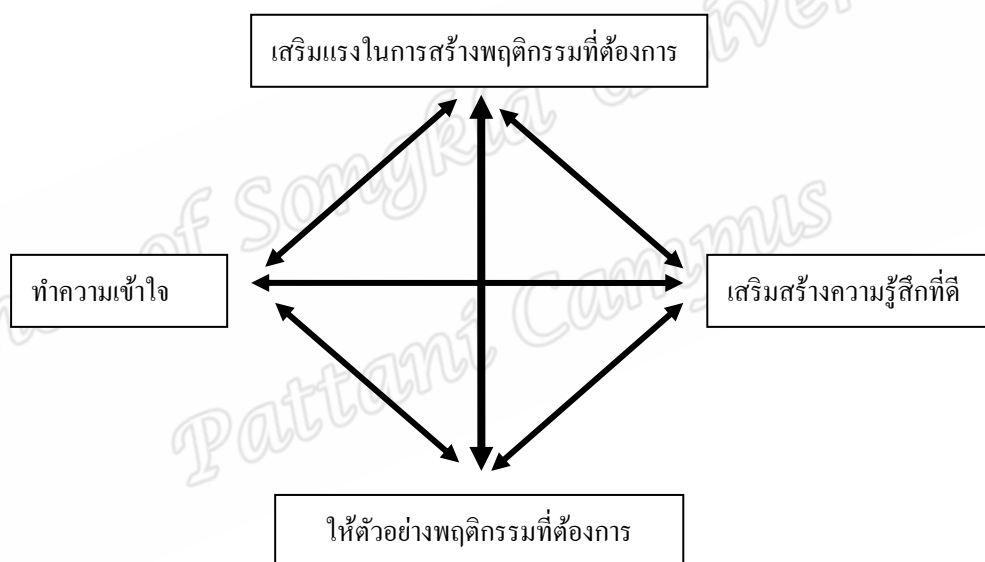 เสริมแรงในการสร้างพฤติกรรมที่ต้องการ
of Songkla
Pattani Campus
ทำความเข้าใจ
เสริมสร้างความรู้สึกที่ดี
ให้ตัวอย่างพฤติกรรมที่ต้องการ